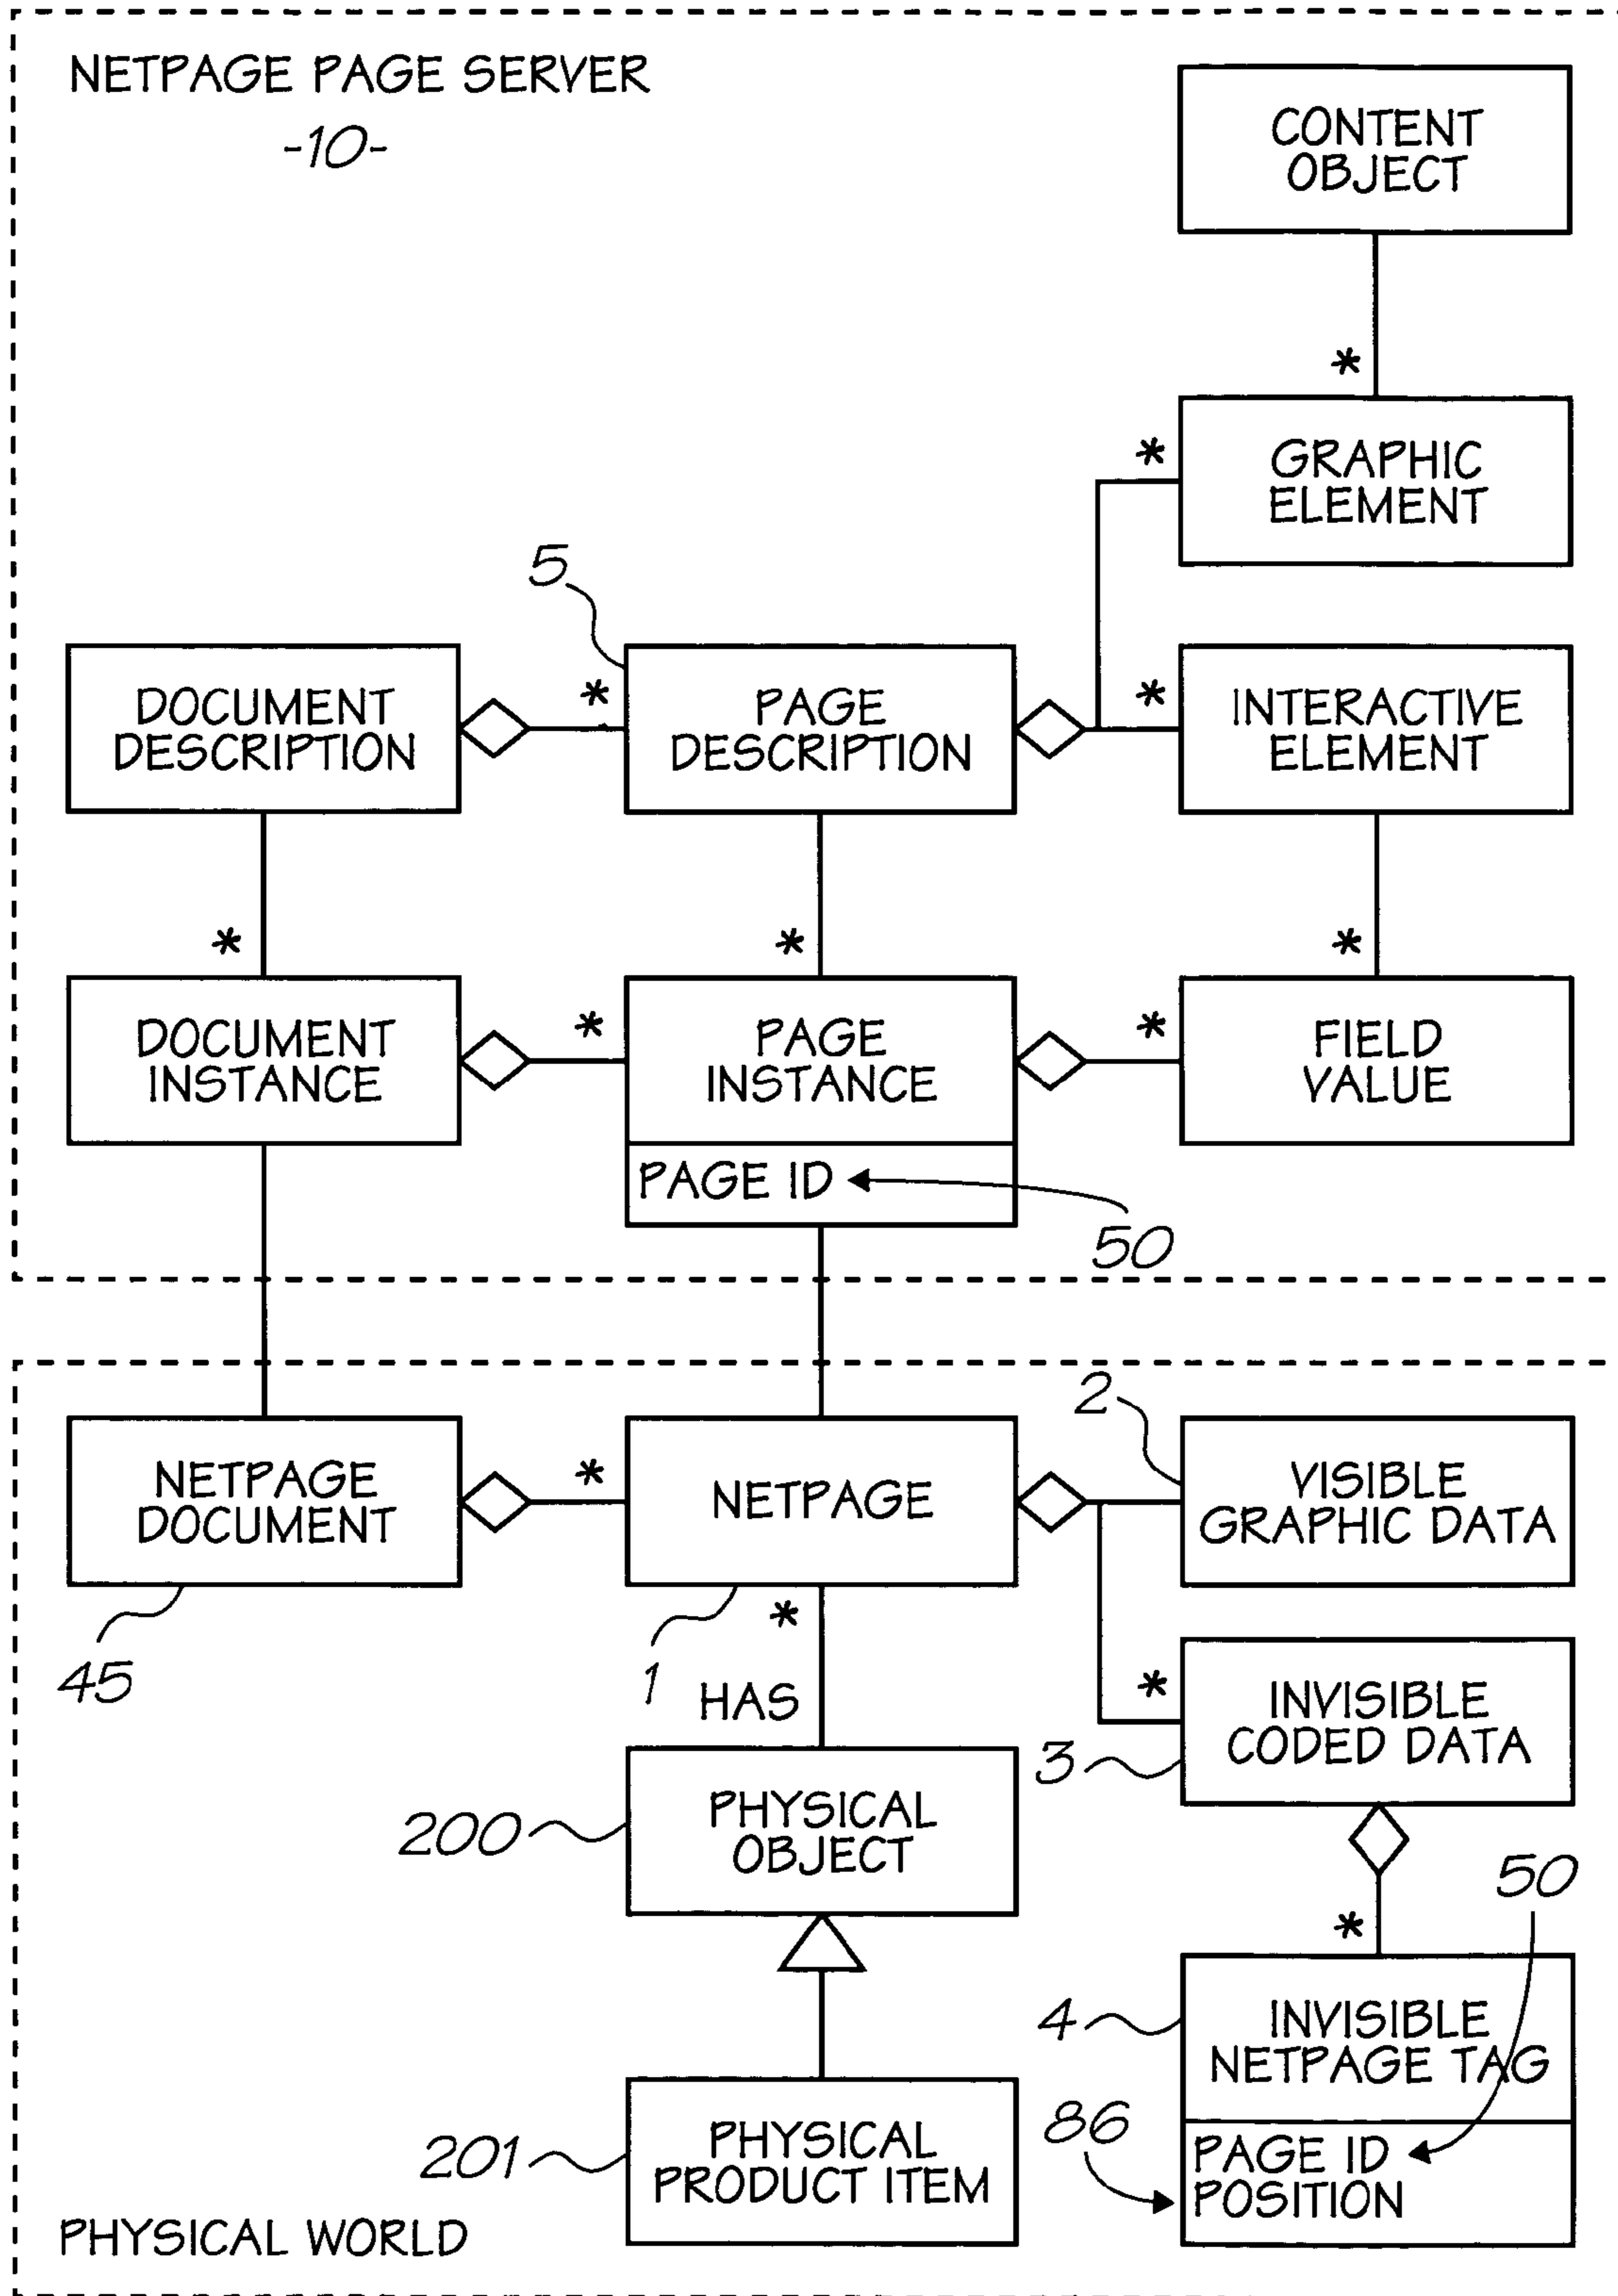 NETPAGE PAGE SERVER
-10-
CONTENT
OBJECT
*
*
GRAPHIC
ELEMENT
5
DOCUMENT
DESCRIPTION
*
PAGE
DESCRIPTION
*
INTERACTIVE
ELEMENT
*
*
*
DOCUMENT
INSTANCE
*
PAGE
INSTANCE
*
FIELD
VALUE
PAGE ID
50
2
NETPAGE
DOCUMENT
*
NETPAGE
VISIBLE
GRAPHIC DATA
45
1
*
HAS
*
INVISIBLE
CODED DATA
3
200
PHYSICAL
OBJECT
50
*
4
INVISIBLE
NETPAGE TAG
86
PAGE ID
POSITION
201
PHYSICAL
PRODUCT ITEM
PHYSICAL WORLD